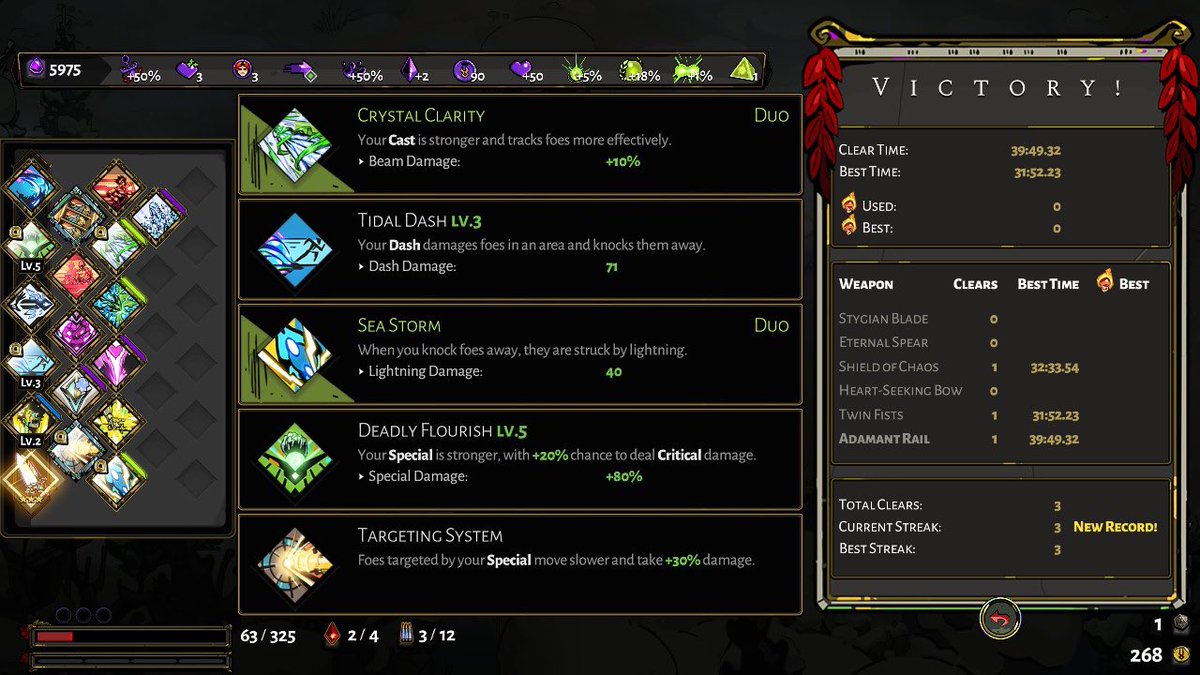 5975
+50%
3
3
+50%
+2
90
+50
+5%
+18%
+1%
1
Lv.5
Lv.3
Lv.2
Crystal Clarity Duo
Your Cast is stronger and tracks foes more effectively.
Beam Damage: +10%
Tidal Dash Lv.3
Your Dash damages foes in an area and knocks them away.
Dash Damage: 71
Sea Storm Duo
When you knock foes away, they are struck by lightning.
Lightning Damage: 40
Deadly Flourish Lv.5
Your Special is stronger, with +20% chance to deal Critical damage.
Special Damage: +80%
Targeting System
Foes targeted by your Special move slower and take +30% damage.
63 / 325
2 / 4
3 / 12
Victory!
Clear Time: 39:49.32
Best Time: 31:52.23
Used: 0
Best: 0
Weapon Clears Best Time Best
Stygian Blade 0
Eternal Spear 0
Shield of Chaos 1 32:33.54
Heart-Seeking Bow 0
Twin Fists 1 31:52.23
Adamant Rail 1 39:49.32
Total Clears: 3
Current Streak: 3 New Record!
Best Streak: 3
1
268